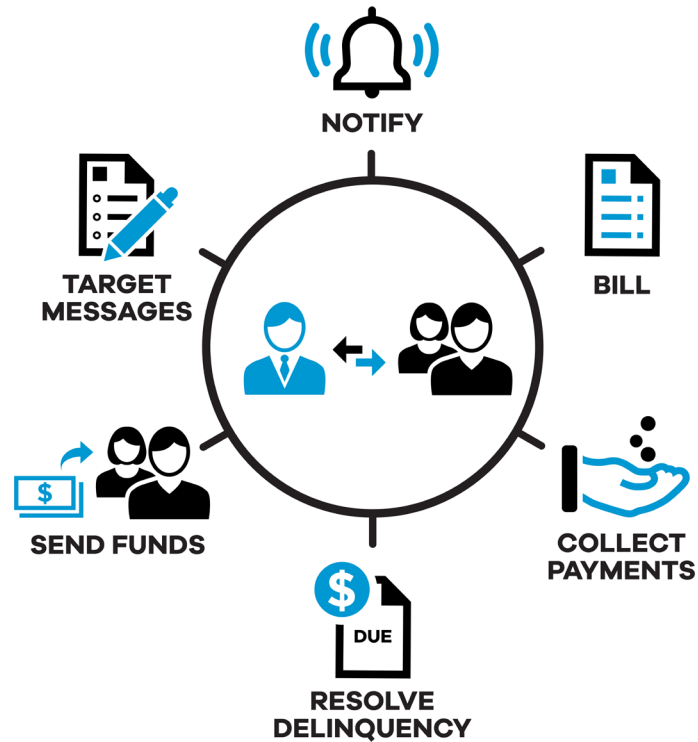 NOTIFY
TARGET
MESSAGES
BILL
$
SEND FUNDS
COLLECT
PAYMENTS
$
DUE
RESOLVE
DELINQUENCY